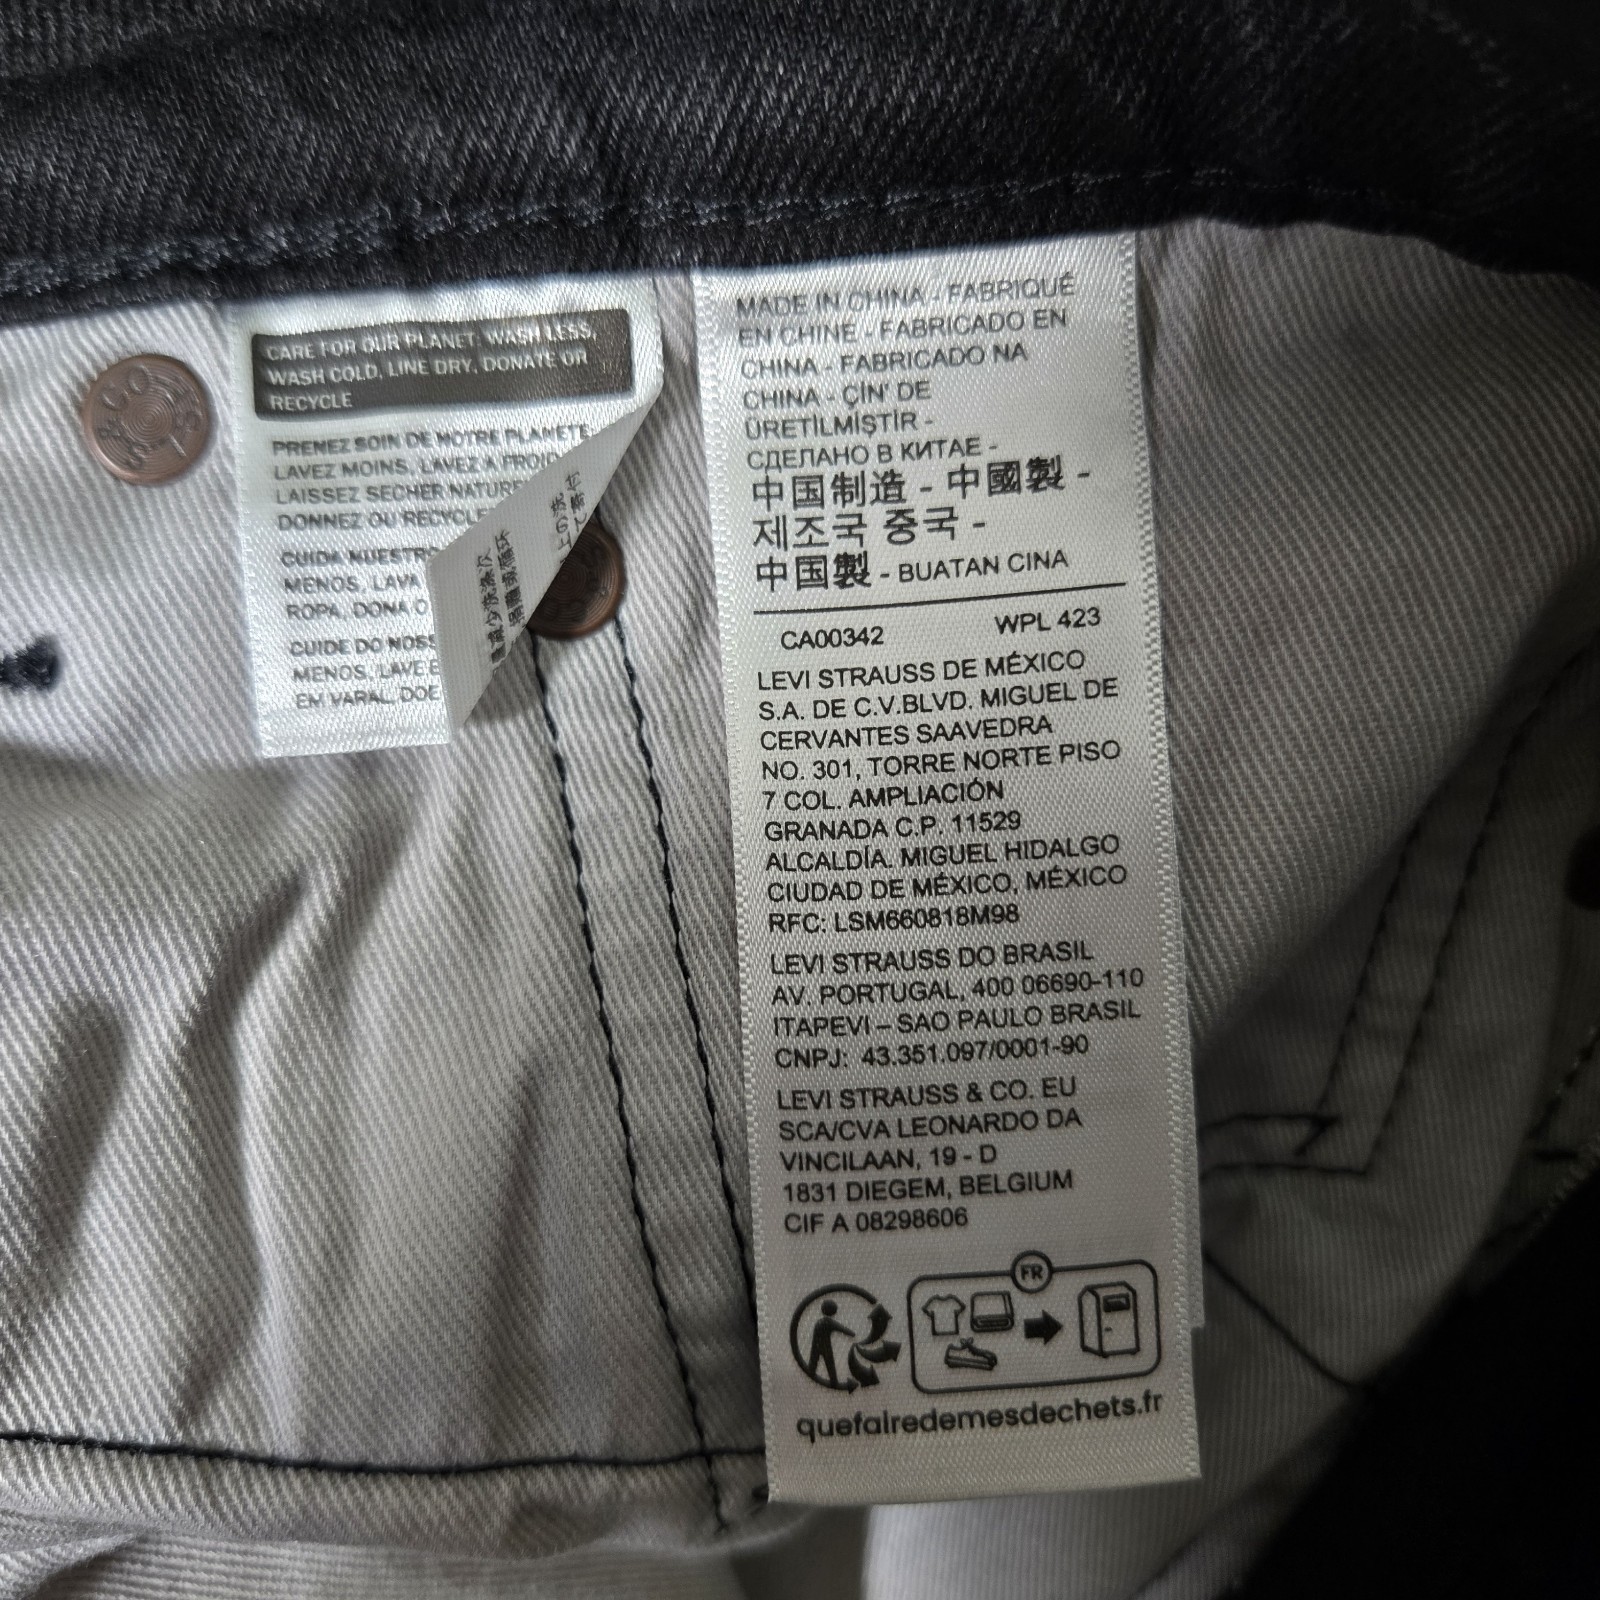 CARE FOR OUR PLANET: WASH LESS,
WASH COLD, LINE DRY, DONATE OR
RECYCLE
PRENEZ SOIN DE NOTRE PLANÈTE
LAVEZ MOINS, LAVEZ À FROID
LAISSEZ SÉCHER
DONNEZ OU
CUIDA NUESTRO
MENOS, LAVA
ROPA, DONA O
CUIDE DO
MENOS, LAVE
EM VARAL,
MADE IN CHINA - FABRIQUÉ
EN CHINE - FABRICADO EN
CHINA - FABRICADO NA
CHINA - ÇİN' DE
ÜRETİLMİŞTİR -
СДЕЛАНО В КИТАЕ -
中国制造 - 中國製 -
제조국 중국 -
中国製 - BUATAN CINA
CA00342 WPL 423
LEVI STRAUSS DE MÉXICO
S.A. DE C.V.BLVD. MIGUEL DE
CERVANTES SAAVEDRA
NO. 301, TORRE NORTE PISO
7 COL. AMPLIACIÓN
GRANADA C.P. 11529
ALCALDÍA. MIGUEL HIDALGO
CIUDAD DE MÉXICO, MÉXICO
RFC: LSM660818M98
LEVI STRAUSS DO BRASIL
AV. PORTUGAL, 400 06690-110
ITAPEVI – SAO PAULO BRASIL
CNPJ: 43.351.097/0001-90
LEVI STRAUSS & CO. EU
SCA/CVA LEONARDO DA
VINCILAAN, 19 - D
1831 DIEGEM, BELGIUM
CIF A 08298606
FR
quefairedemesdechets.fr